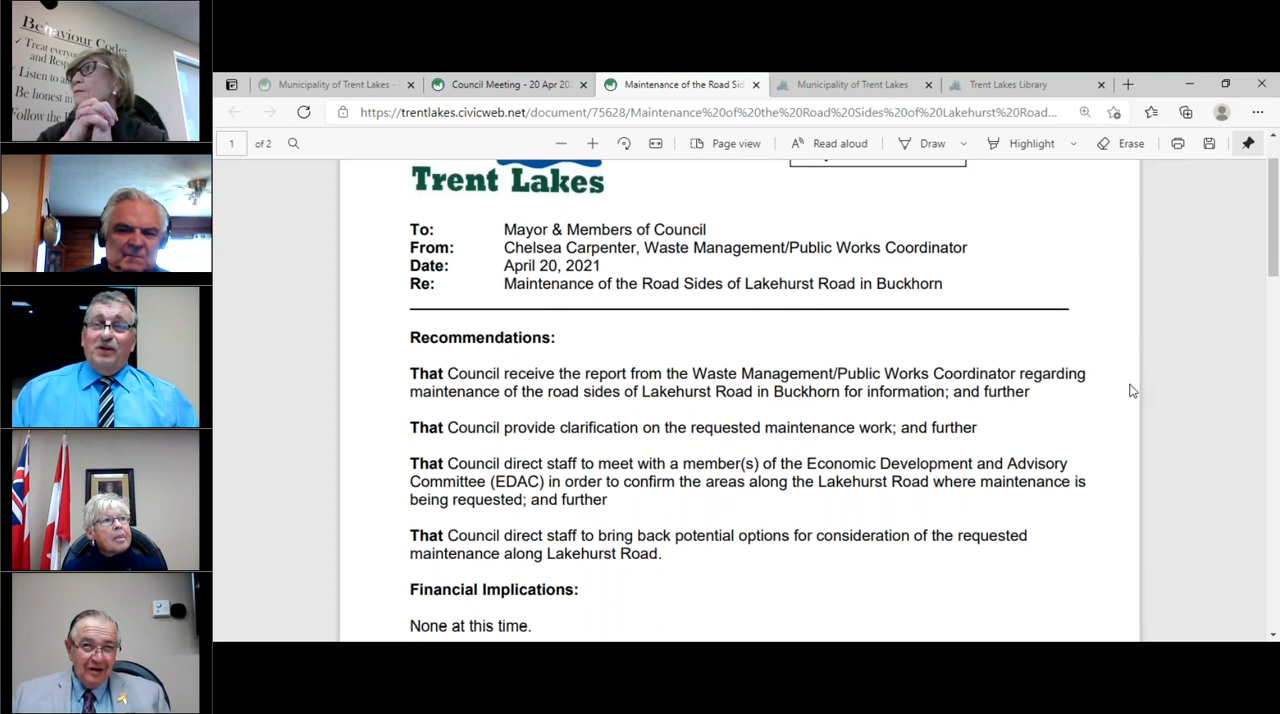 Behaviour Code:
✓ Treat
and
Listen to
Be honest in
Follow the
Municipality of Trent Lakes -
Council Meeting - 20 Apr 202
Maintenance of the Road Sid
Municipality of Trent Lakes
Trent Lakes Library
https://trentlakes.civicweb.net/document/75628/Maintenance%20of%20the%20Road%20Sides%20of%20Lakehurst%20Road...
1 of 2
Page view
Read aloud
Draw
Highlight
Erase
Trent Lakes
To: Mayor & Members of Council
From: Chelsea Carpenter, Waste Management/Public Works Coordinator
Date: April 20, 2021
Re: Maintenance of the Road Sides of Lakehurst Road in Buckhorn
Recommendations:
That Council receive the report from the Waste Management/Public Works Coordinator regarding
maintenance of the road sides of Lakehurst Road in Buckhorn for information; and further
That Council provide clarification on the requested maintenance work; and further
That Council direct staff to meet with a member(s) of the Economic Development and Advisory
Committee (EDAC) in order to confirm the areas along the Lakehurst Road where maintenance is
being requested; and further
That Council direct staff to bring back potential options for consideration of the requested
maintenance along Lakehurst Road.
Financial Implications:
None at this time.